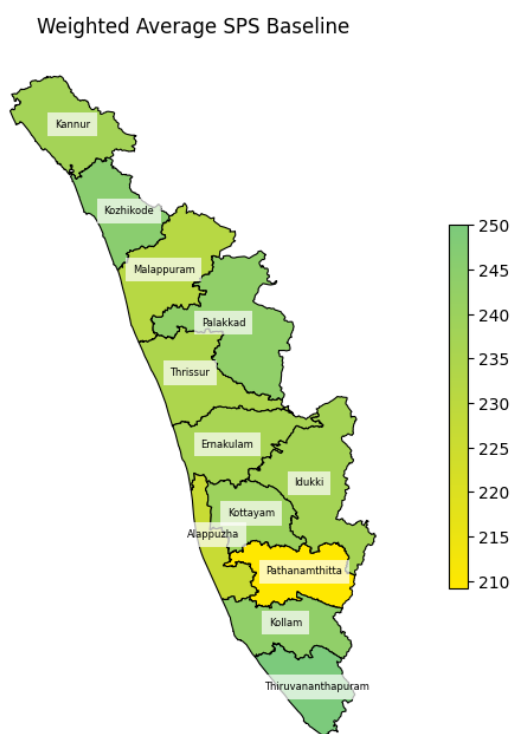 Weighted Average SPS Baseline
Kannur
Kozhikode
Malappuram
Palakkad
Thrissur
Ernakulam
Idukki
Kottayam
Alappuzha
Pathanamthitta
Kollam
Thiruvananthapuram
250
245
240
235
230
225
220
215
210